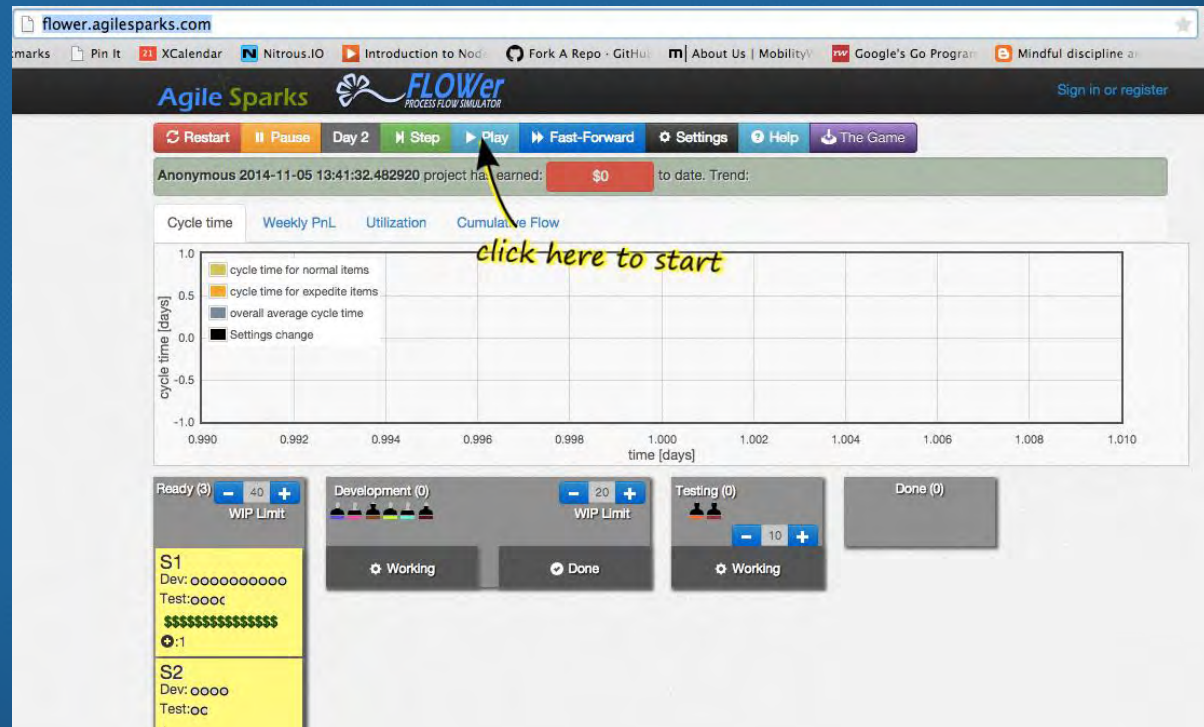 flower.agilesparks.com
kmarks Pin It 21 XCalendar N Nitrous.IO Introduction to Nod Fork A Repo · GitHu m About Us | Mobility rw Google's Go Program Mindful discipline a
Agile Sparks FLOWer Sign in or register
PROCESS FLOW SIMULATOR
Restart Pause Day 2 Step Play Fast-Forward Settings Help The Game
Anonymous 2014-11-05 13:41:32.482920 project has earned: $0 to date. Trend:
Cycle time Weekly PnL Utilization Cumulative Flow
click here to start
cycle time [days]
1.0
0.5
0.0
-0.5
-1.0
cycle time for normal items
cycle time for expedite items
overall average cycle time
Settings change
0.990 0.992 0.994 0.996 0.998 1.000 1.002 1.004 1.006 1.008 1.010
time [days]
Ready (3) - 40 +
WIP Limit
Development (0) - 20 +
WIP Limit
Working Done
Testing (0)
- 10 +
Working
Done (0)
S1
Dev:
Test:
$$$$$$$$$$$$$$$
:1
S2
Dev:
Test: